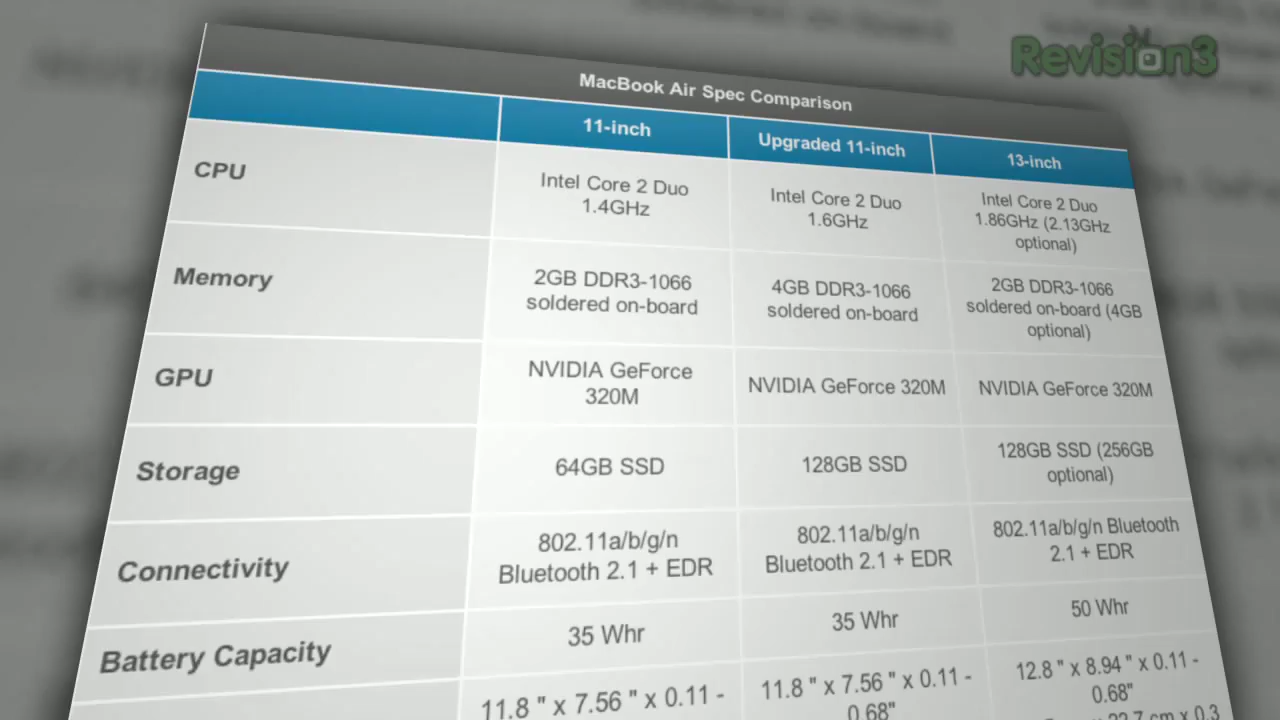 Revision3
MacBook Air Spec Comparison
11-inch
Upgraded 11-inch
13-inch
CPU
Intel Core 2 Duo
1.4GHz
Intel Core 2 Duo
1.6GHz
Intel Core 2 Duo
1.86GHz (2.13GHz
optional)
Memory
2GB DDR3-1066
soldered on-board
4GB DDR3-1066
soldered on-board
2GB DDR3-1066
soldered on-board (4GB
optional)
GPU
NVIDIA GeForce
320M
NVIDIA GeForce 320M
NVIDIA GeForce 320M
Storage
64GB SSD
128GB SSD
128GB SSD (256GB
optional)
Connectivity
802.11a/b/g/n
Bluetooth 2.1 + EDR
802.11a/b/g/n
Bluetooth 2.1 + EDR
802.11a/b/g/n Bluetooth
2.1 + EDR
Battery Capacity
35 Whr
35 Whr
50 Whr
11.8 " x 7.56 " x 0.11 -
11.8 " x 7.56 " x 0.11 -
0.68"
12.8 " x 8.94 " x 0.11 -
0.68"
cm x 0.3